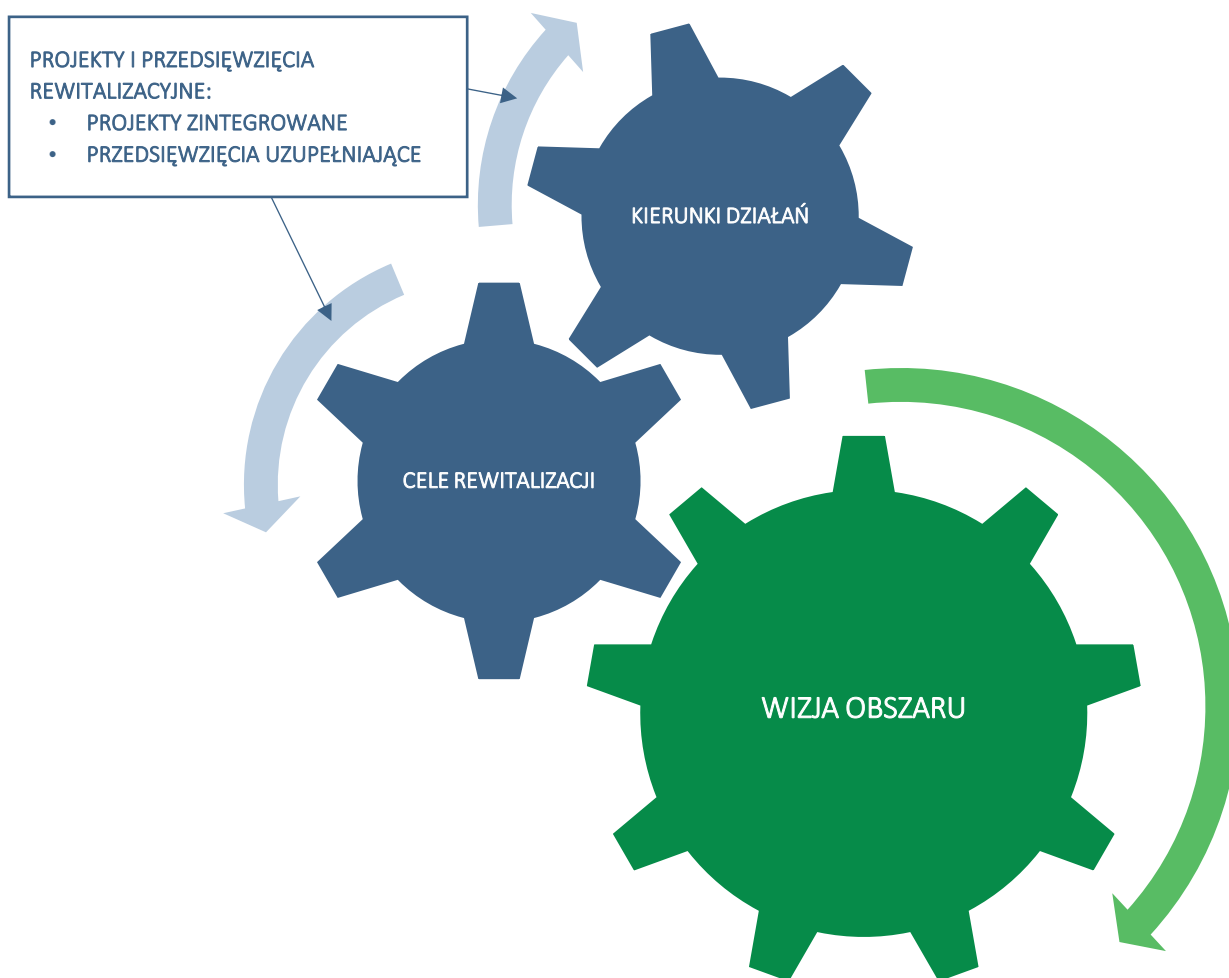 PROJEKTY I PRZEDSIĘWZIĘCIA
REWITALIZACYJNE:
• PROJEKTY ZINTEGROWANE
• PRZEDSIĘWZIĘCIA UZUPEŁNIAJĄCE
KIERUNKI DZIAŁAŃ
CELE REWITALIZACJI
WIZJA OBSZARU